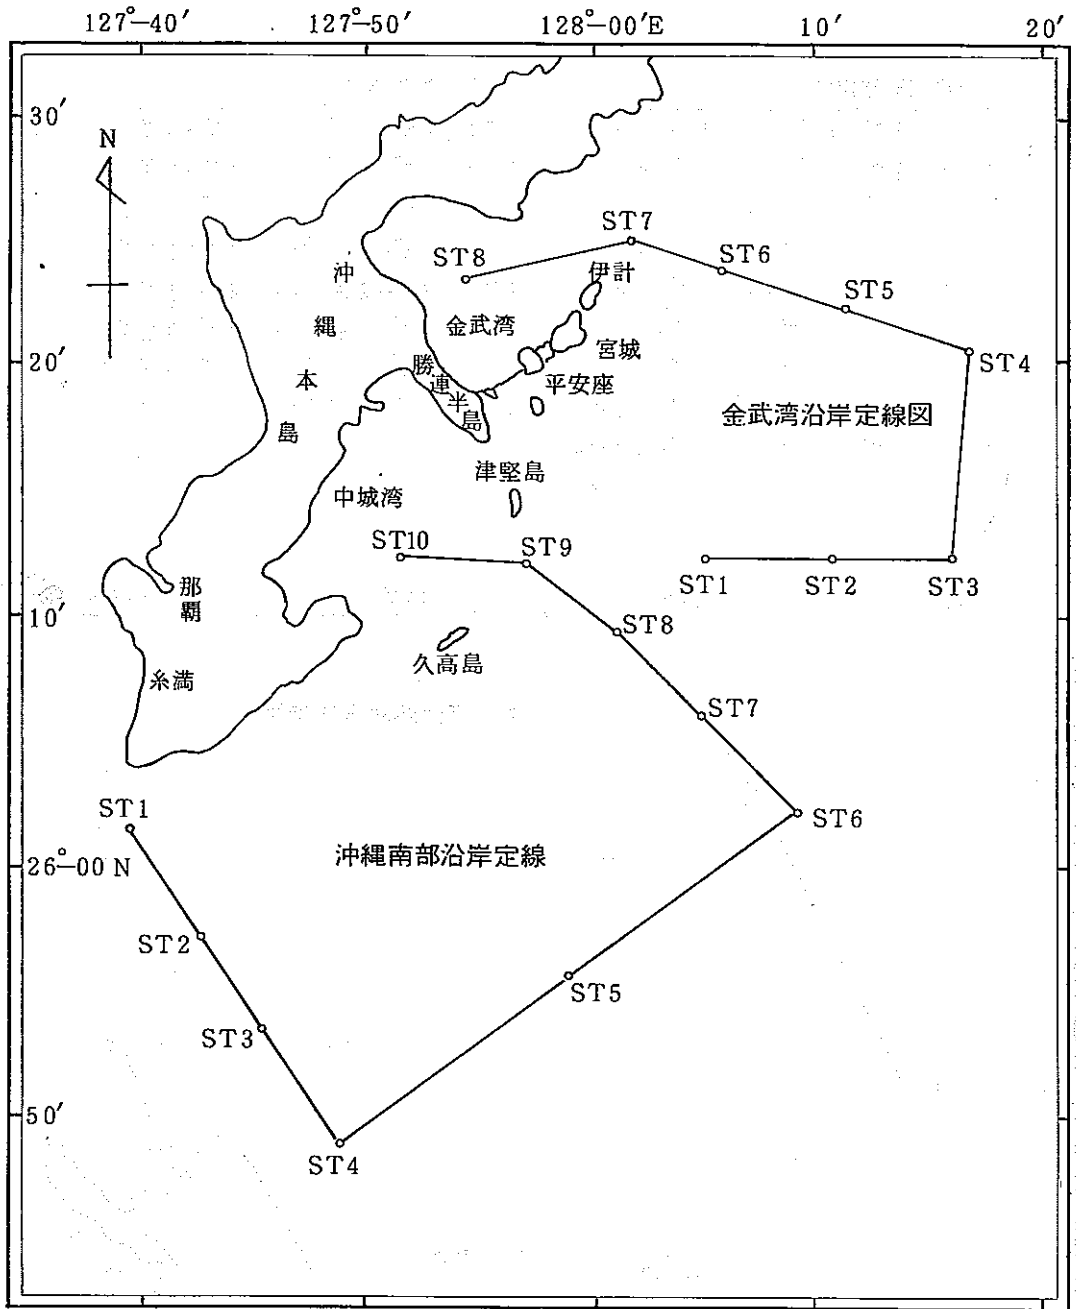 127°-40′
127°-50′
128°-00′E
10′
20′
30′
N
ST7
ST8
ST6
伊計
沖縄本島
ST5
金武湾
宮城
20′
勝連半島
平安座
ST4
金武湾沿岸定線図
津堅島
中城湾
ST10
ST9
ST1
ST2
ST3
那覇
10′
ST8
久高島
糸満
ST7
ST1
ST6
沖縄南部沿岸定線
26°-00 N
ST2
ST5
ST3
50′
ST4